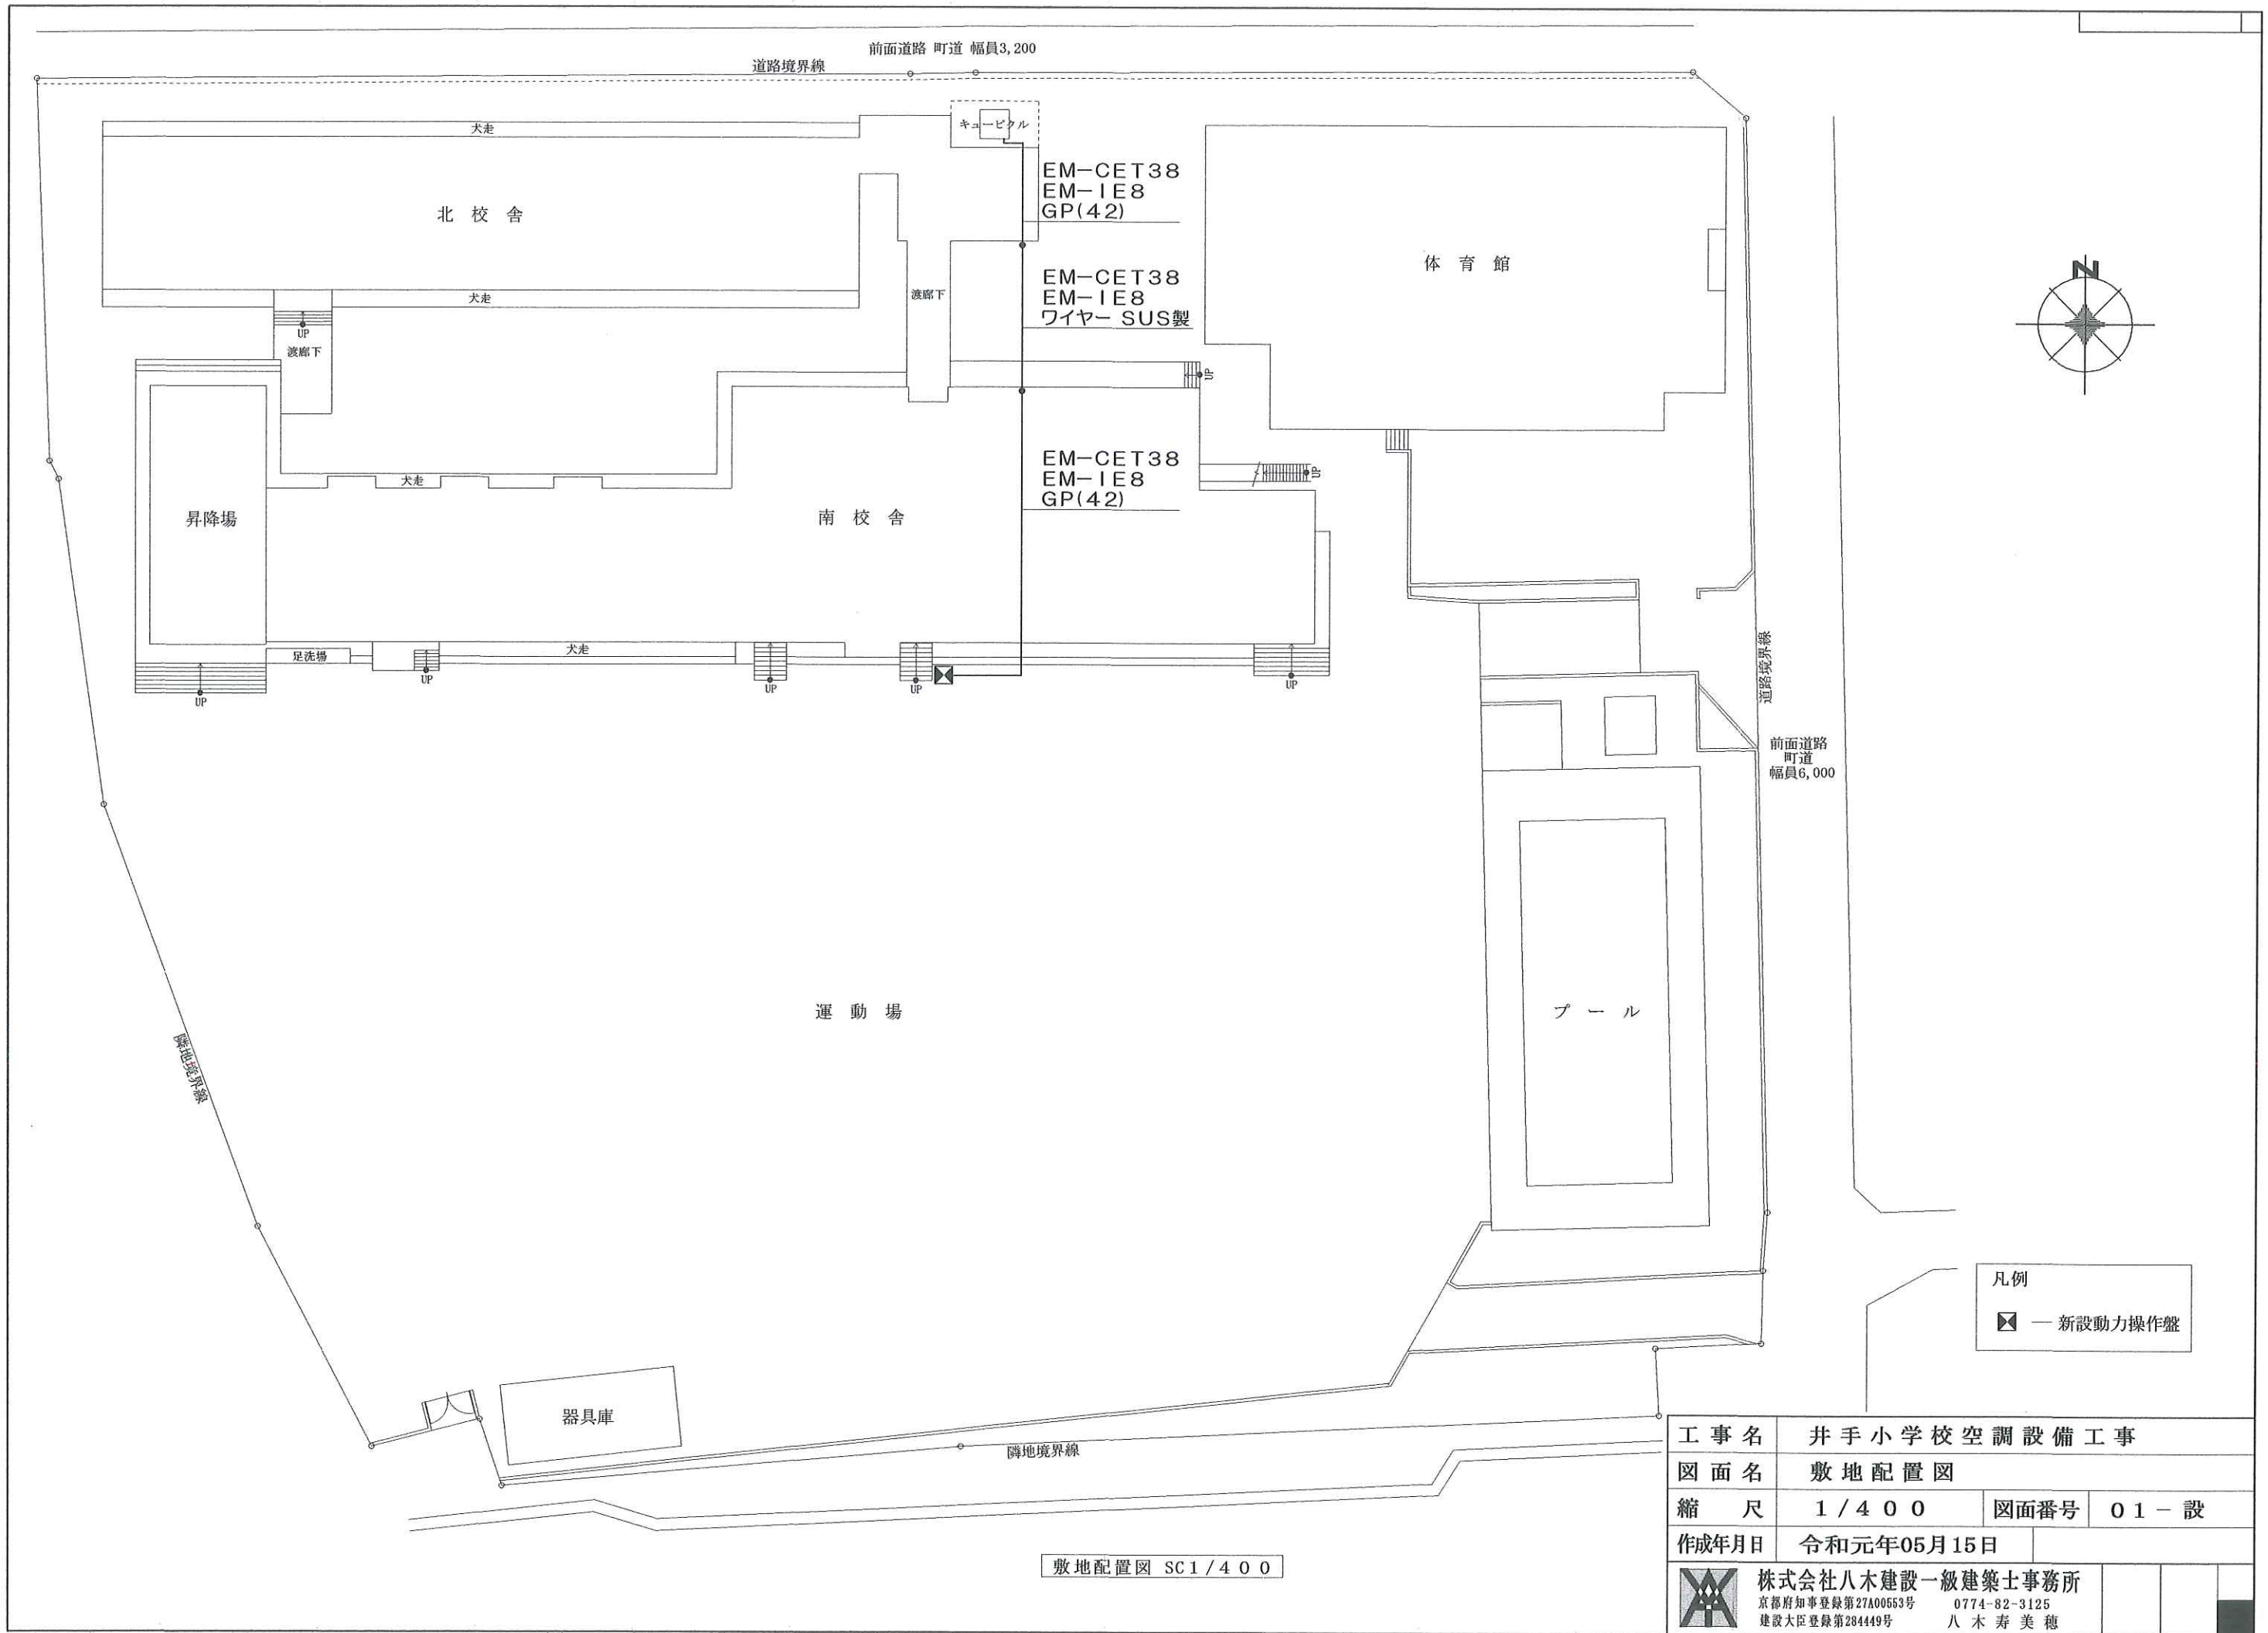 前面道路 町道 幅員3,200
道路境界線
キュービクル
犬走
EM-CET38
EM-IE8
GP(42)
北校舎
体育館
N
EM-CET38
EM-IE8
ワイヤー SUS製
渡廊下
犬走
UP
渡廊下
UP
EM-CET38
EM-IE8
GP(42)
UP
犬走
昇降場
南校舎
足洗場
犬走
UP
UP
UP
UP
UP
道路境界線
前面道路
町道
幅員6,000
運動場
プール
隣地境界線
凡例
― 新設動力操作盤
器具庫
隣地境界線
敷地配置図 SC1/400
工事名 井手小学校空調設備工事
図面名 敷地配置図
縮尺 1/400 図面番号 01-設
作成年月日 令和元年05月15日
株式会社八木建設一級建築士事務所
京都府知事登録第27A00553号 0774-82-3125
建設大臣登録第284449号 八木寿美穂